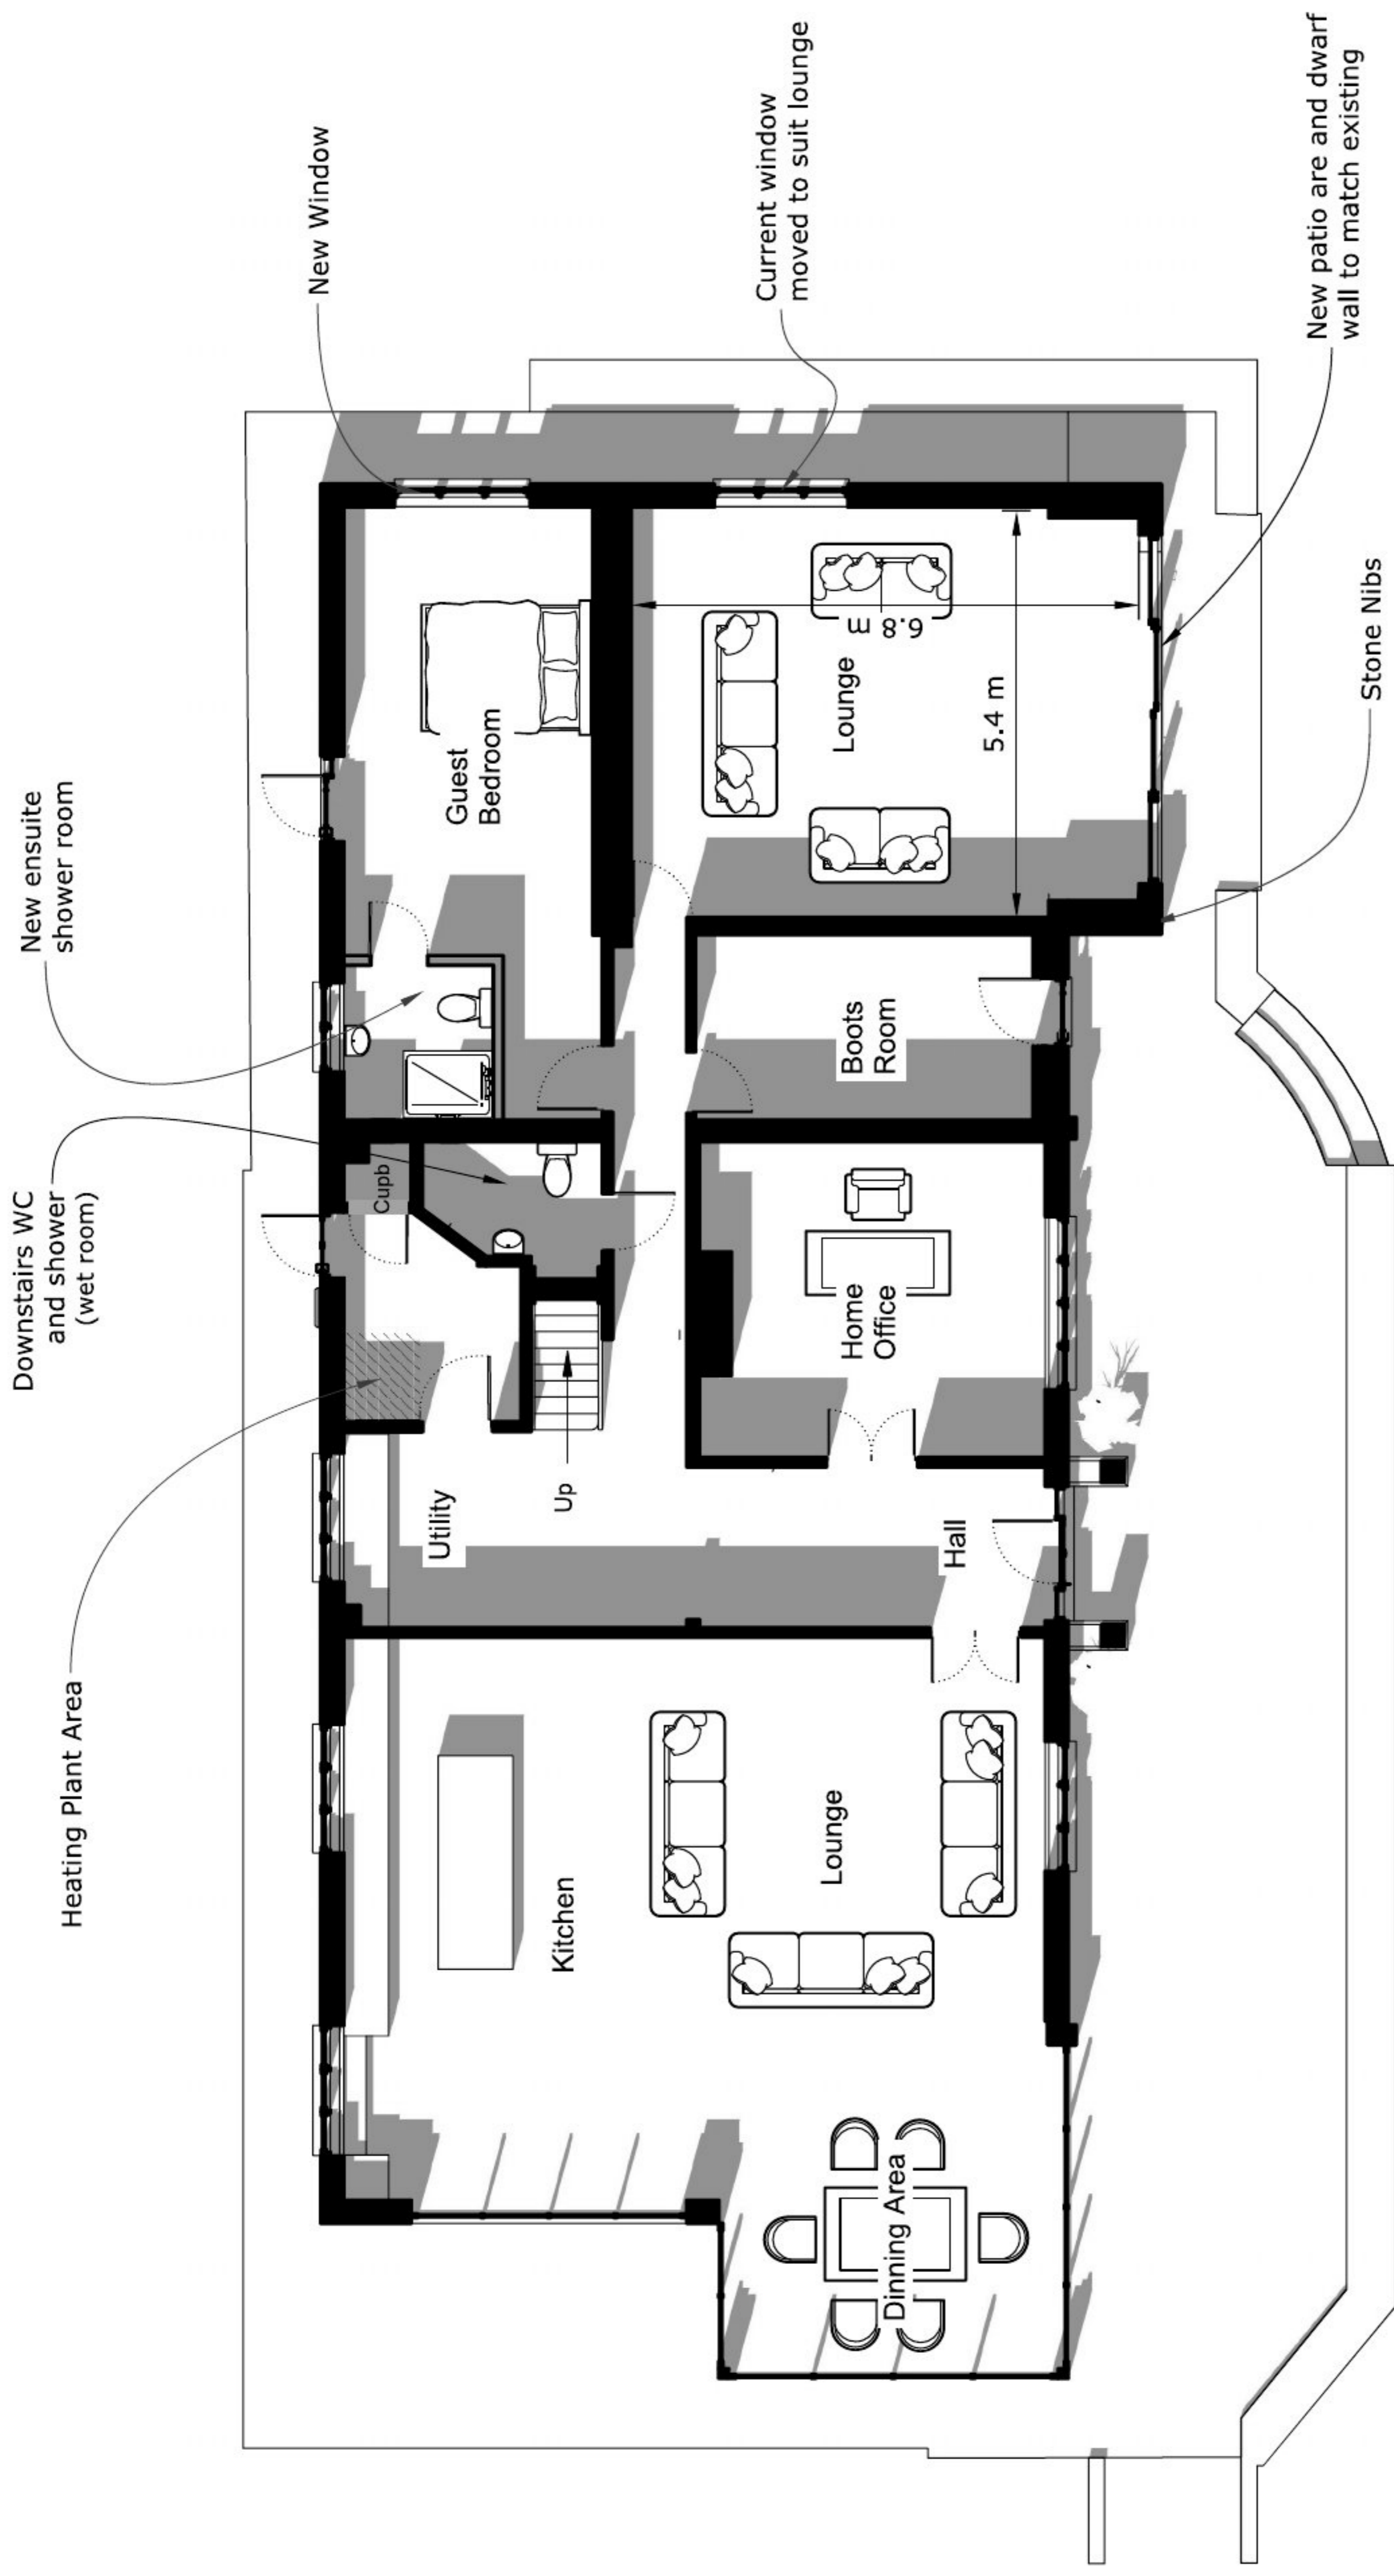 Heating Plant Area
Downstairs WC
and shower
(wet room)
New ensuite
shower room
New Window
Current window
moved to suit lounge
New patio are and dwarf
wall to match existing
Stone Nibs
Kitchen
Lounge
Dinning Area
Utility
Up
Hall
Cupb
Home
Office
Boots
Room
Guest
Bedroom
Lounge
6.8 m
5.4 m